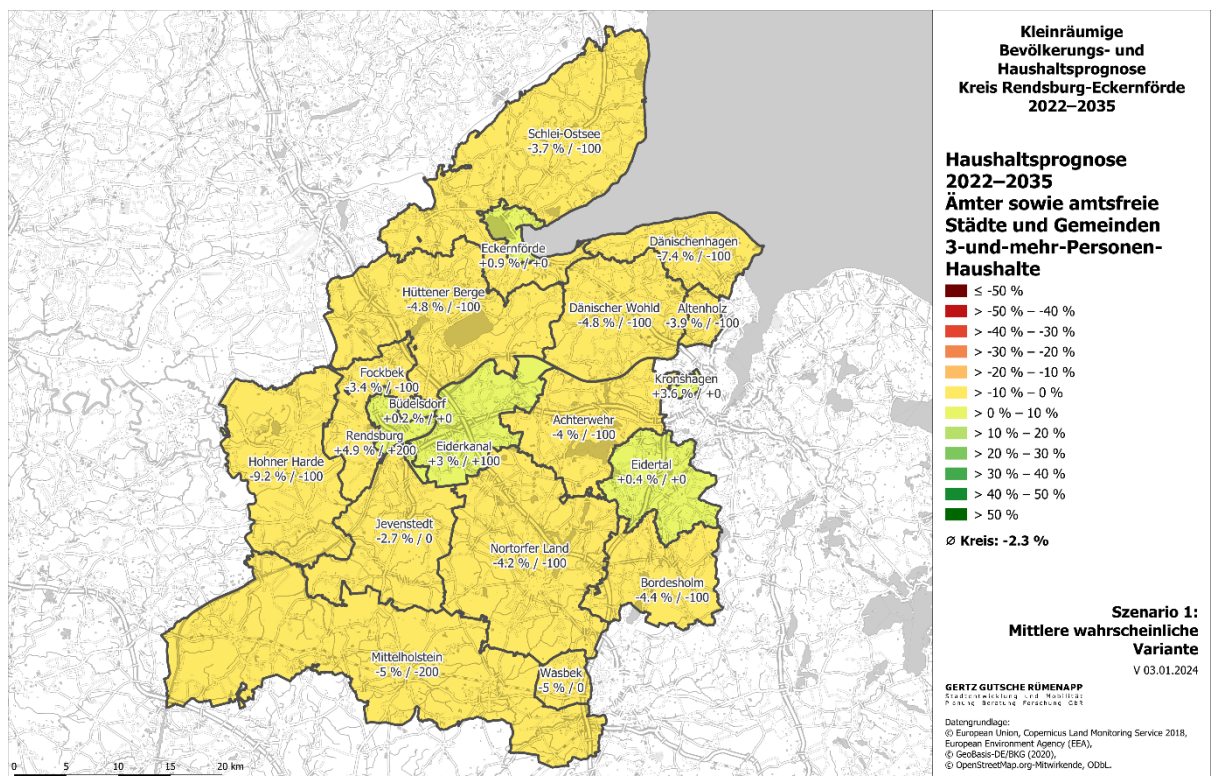 Schlei-Ostsee
-3.7 % / -100
Eckernförde
+0.9 % / +0
Dänischenhagen
-7.4 % / -100
Hüttener Berge
-4.8 % / -100
Dänischer Wohld
-4.8 % / -100
Altenholz
-3.9 % / -100
Fockbek
-3.4 % / -100
Kronshagen
+3.6 % / +0
Büdelsdorf
+0.2 % / +0
Achterwehr
-4 % / -100
Rendsburg
+4.9 % / +200
Eiderkanal
+3 % / +100
Hohner Harde
-9.2 % / -100
Eidertal
+0.4 % / +0
Jevenstedt
-2.7 % / 0
Nortorfer Land
-4.2 % / -100
Bordesholm
-4.4 % / -100
Mittelholstein
-5 % / -200
Wasbek
-5 % / 0
0 5 10 15 20 km
Kleinräumige
Bevölkerungs- und
Haushaltsprognose
Kreis Rendsburg-Eckernförde
2022–2035
Haushaltsprognose
2022–2035
Ämter sowie amtsfreie
Städte und Gemeinden
3-und-mehr-Personen-
Haushalte
≤ -50 %
> -50 % – -40 %
> -40 % – -30 %
> -30 % – -20 %
> -20 % – -10 %
> -10 % – 0 %
> 0 % – 10 %
> 10 % – 20 %
> 20 % – 30 %
> 30 % – 40 %
> 40 % – 50 %
> 50 %
⌀ Kreis: -2.3 %
Szenario 1:
Mittlere wahrscheinliche
Variante
V 03.01.2024
GERTZ GUTSCHE RÜMENAPP
Stadtentwicklung und Mobilität
Planung Beratung Forschung GbR
Datengrundlage:
© European Union, Copernicus Land Monitoring Service 2018,
European Environment Agency (EEA),
© GeoBasis-DE/BKG (2020),
© OpenStreetMap.org-Mitwirkende, ODbL.